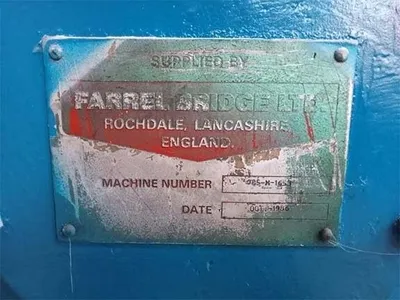 SUPPLIED BY
FARREL BRIDGE LTD
ROCHDALE, LANCASHIRE,
ENGLAND.
MACHINE NUMBER
DATE